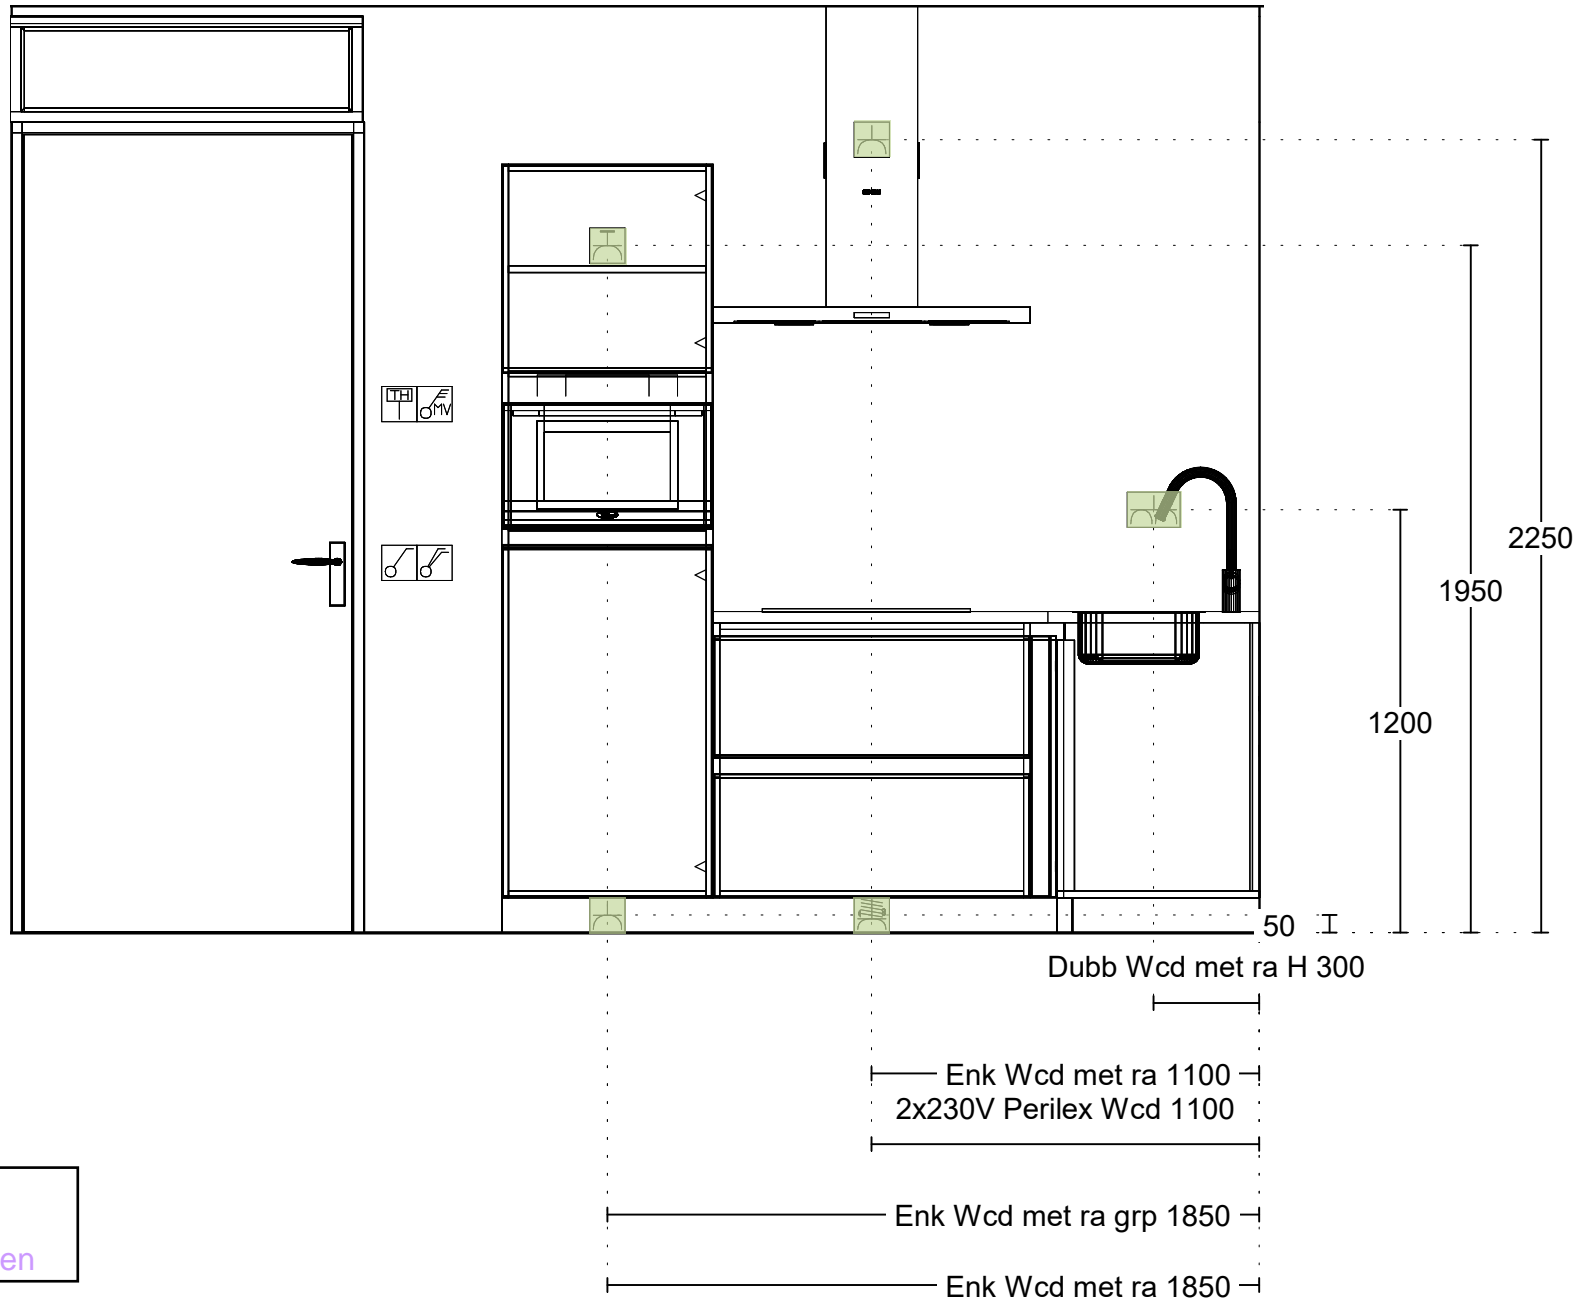 TH
MV
2250
1950
1200
50
Dubb Wcd met ra H 300
Enk Wcd met ra 1100
2x230V Perilex Wcd 1100
Enk Wcd met ra grp 1850
en
Enk Wcd met ra 1850